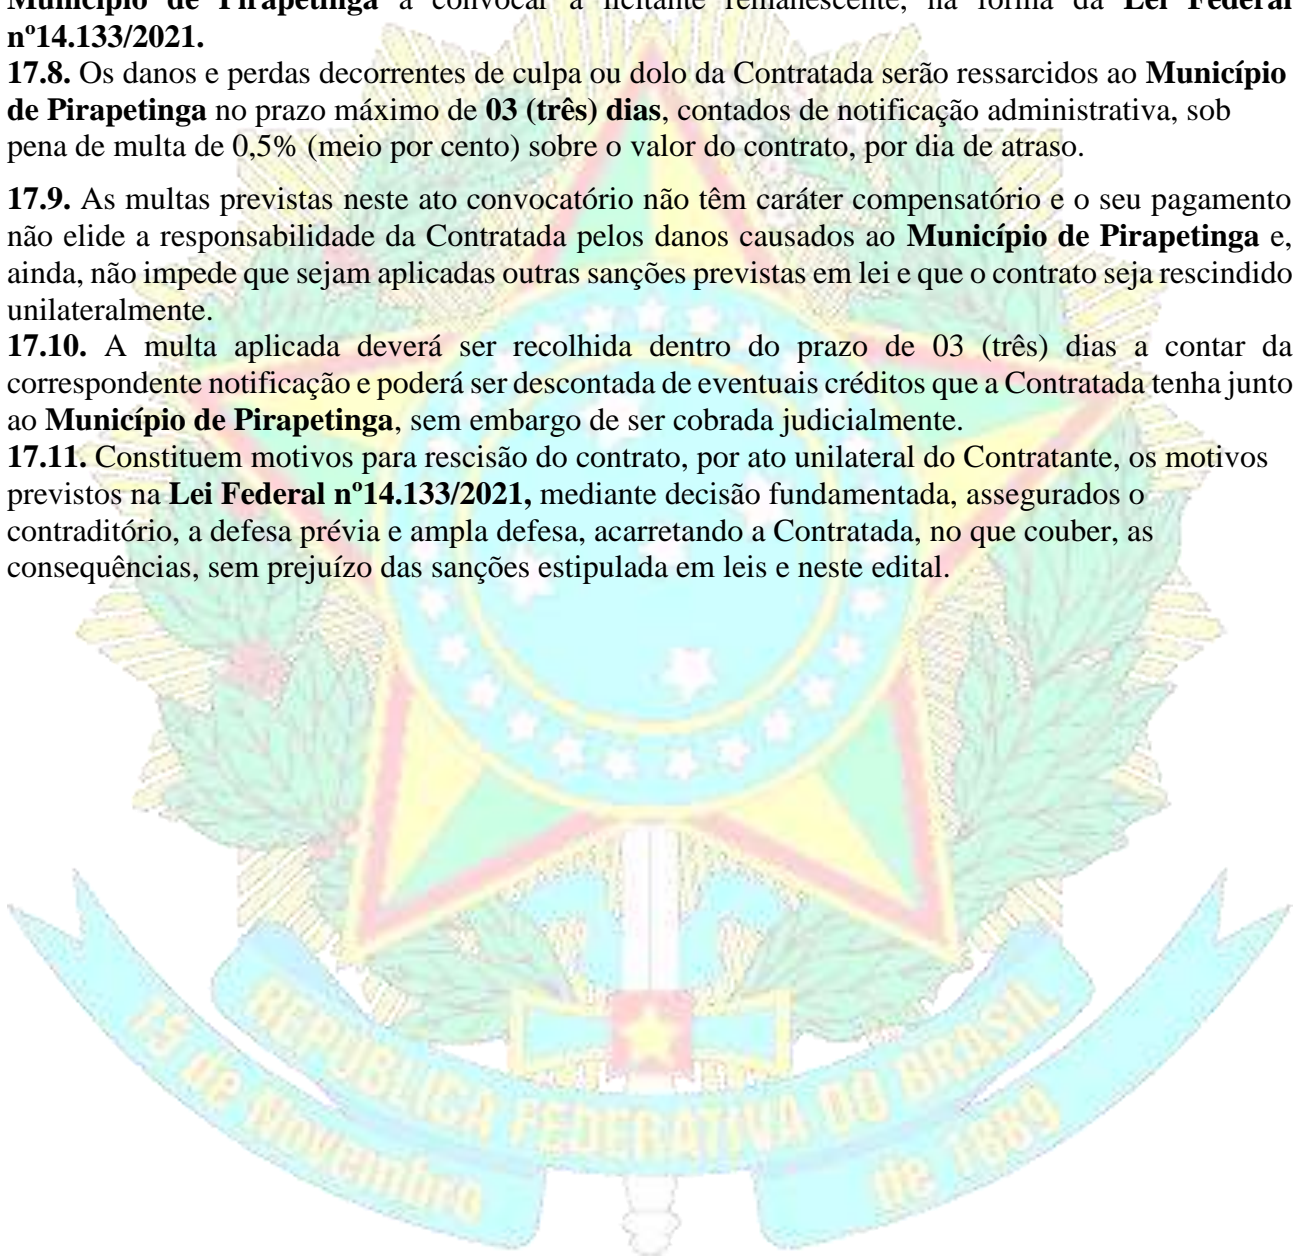 Município de Pirapetinga a convocar a licitante remanescente, na forma da Lei Federal
nº14.133/2021.
17.8. Os danos e perdas decorrentes de culpa ou dolo da Contratada serão ressarcidos ao Município
de Pirapetinga no prazo máximo de 03 (três) dias, contados de notificação administrativa, sob
pena de multa de 0,5% (meio por cento) sobre o valor do contrato, por dia de atraso.
17.9. As multas previstas neste ato convocatório não têm caráter compensatório e o seu pagamento
não elide a responsabilidade da Contratada pelos danos causados ao Município de Pirapetinga e,
ainda, não impede que sejam aplicadas outras sanções previstas em lei e que o contrato seja rescindido
unilateralmente.
17.10. A multa aplicada deverá ser recolhida dentro do prazo de 03 (três) dias a contar da
correspondente notificação e poderá ser descontada de eventuais créditos que a Contratada tenha junto
ao Município de Pirapetinga, sem embargo de ser cobrada judicialmente.
17.11. Constituem motivos para rescisão do contrato, por ato unilateral do Contratante, os motivos
previstos na Lei Federal nº14.133/2021, mediante decisão fundamentada, assegurados o
contraditório, a defesa prévia e ampla defesa, acarretando a Contratada, no que couber, as
consequências, sem prejuízo das sanções estipulada em leis e neste edital.
REPÚBLICA FEDERATIVA DO BRASIL
15 de Novembro de 1889